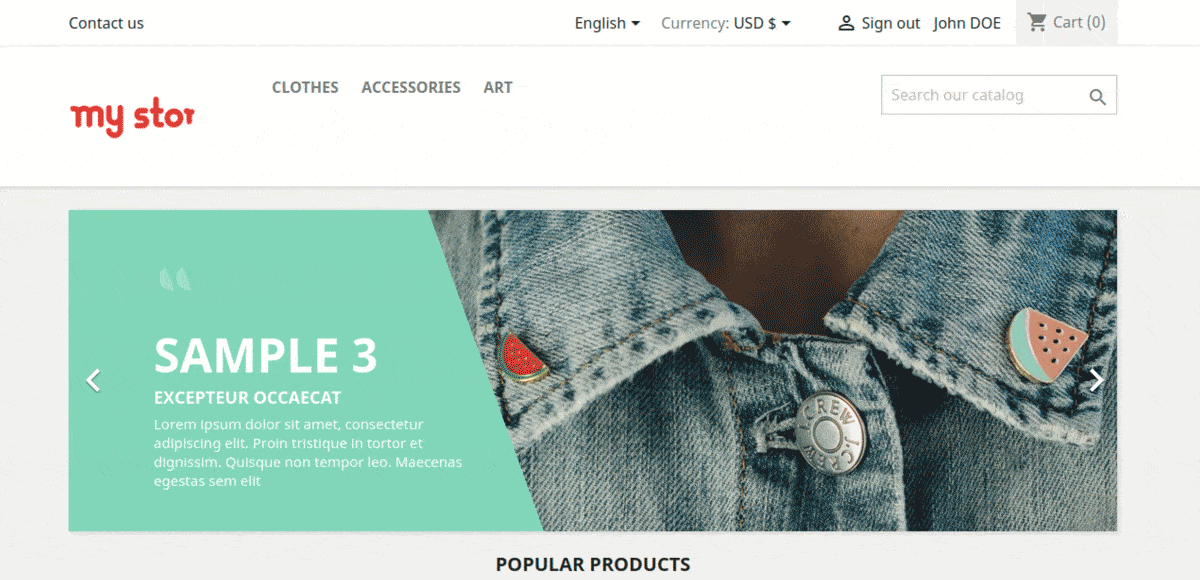 Contact us
English
Currency: USD $
Sign out
John DOE
Cart (0)
my stor
CLOTHES
ACCESSORIES
ART
Search our catalog
SAMPLE 3
EXCEPTEUR OCCAECAT
Lorem ipsum dolor sit amet, consectetur
adipiscing elit. Proin tristique in tortor et
dignissim. Quisque non tempor leo. Maecenas
egestas sem elit
J.CREW J.CREW
POPULAR PRODUCTS